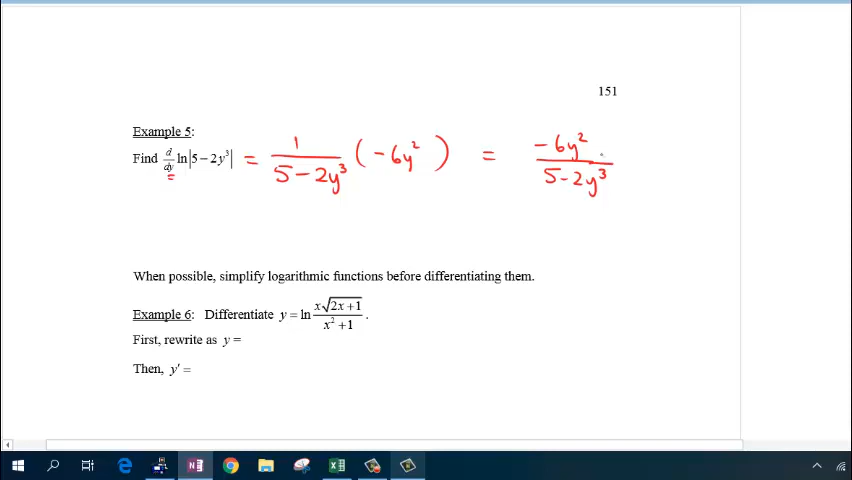 151
Example 5:
Find d/dy ln|5−2y³| = 1/(5−2y³) (−6y²) = −6y²/(5−2y³)
When possible, simplify logarithmic functions before differentiating them.
Example 6: Differentiate y = ln x√(2x+1)/(x²+1) .
First, rewrite as y =
Then, y′ =